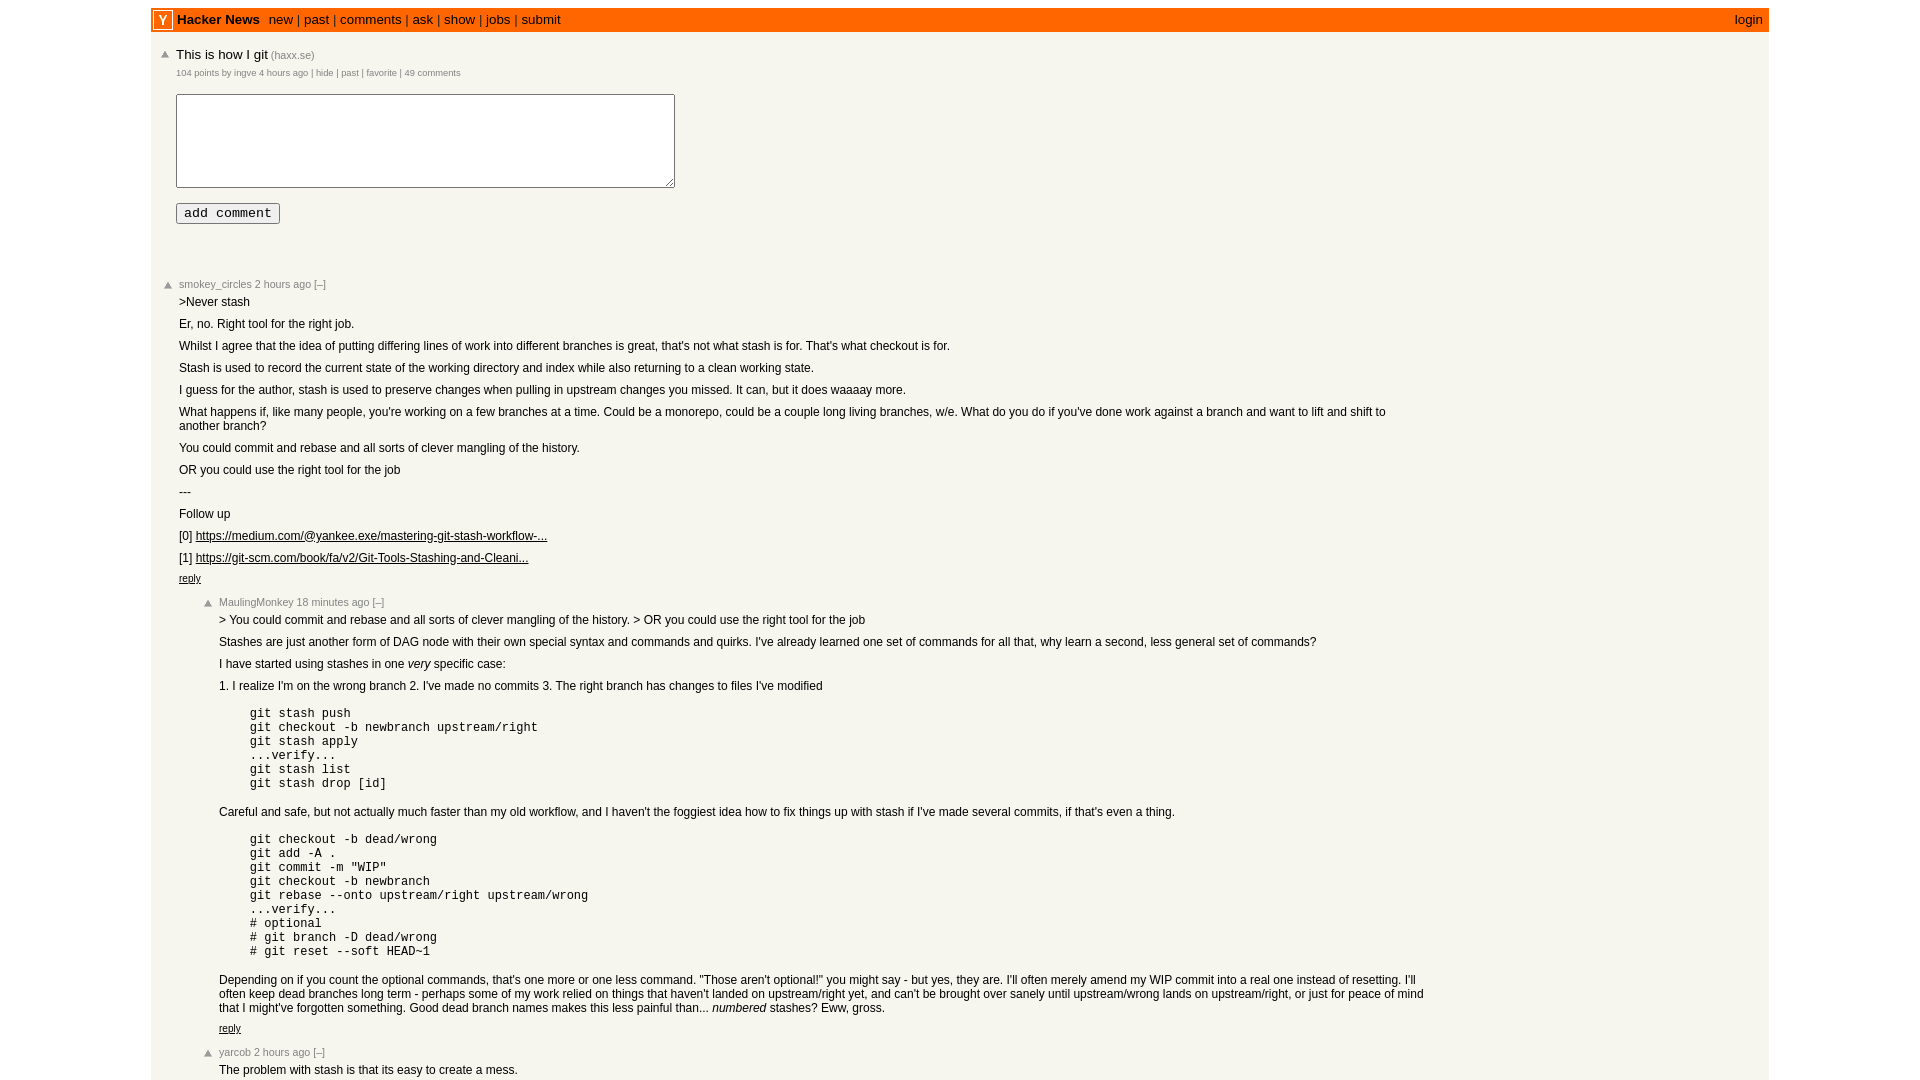 Y Hacker News new | past | comments | ask | show | jobs | submit login
This is how I git (haxx.se)
104 points by ingve 4 hours ago | hide | past | favorite | 49 comments
add comment
smokey_circles 2 hours ago [–]
>Never stash
Er, no. Right tool for the right job.
Whilst I agree that the idea of putting differing lines of work into different branches is great, that's not what stash is for. That's what checkout is for.
Stash is used to record the current state of the working directory and index while also returning to a clean working state.
I guess for the author, stash is used to preserve changes when pulling in upstream changes you missed. It can, but it does waaaay more.
What happens if, like many people, you're working on a few branches at a time. Could be a monorepo, could be a couple long living branches, w/e. What do you do if you've done work against a branch and want to lift and shift to
another branch?
You could commit and rebase and all sorts of clever mangling of the history.
OR you could use the right tool for the job
---
Follow up
[0] https://medium.com/@yankee.exe/mastering-git-stash-workflow-...
[1] https://git-scm.com/book/fa/v2/Git-Tools-Stashing-and-Cleani...
reply
MaulingMonkey 18 minutes ago [–]
> You could commit and rebase and all sorts of clever mangling of the history. > OR you could use the right tool for the job
Stashes are just another form of DAG node with their own special syntax and commands and quirks. I've already learned one set of commands for all that, why learn a second, less general set of commands?
I have started using stashes in one very specific case:
1. I realize I'm on the wrong branch 2. I've made no commits 3. The right branch has changes to files I've modified
git stash push
git checkout -b newbranch upstream/right
git stash apply
...verify...
git stash list
git stash drop [id]
Careful and safe, but not actually much faster than my old workflow, and I haven't the foggiest idea how to fix things up with stash if I've made several commits, if that's even a thing.
git checkout -b dead/wrong
git add -A .
git commit -m "WIP"
git checkout -b newbranch
git rebase --onto upstream/right upstream/wrong
...verify...
# optional
# git branch -D dead/wrong
# git reset --soft HEAD~1
Depending on if you count the optional commands, that's one more or one less command. "Those aren't optional!" you might say - but yes, they are. I'll often merely amend my WIP commit into a real one instead of resetting. I'll
often keep dead branches long term - perhaps some of my work relied on things that haven't landed on upstream/right yet, and can't be brought over sanely until upstream/wrong lands on upstream/right, or just for peace of mind
that I might've forgotten something. Good dead branch names makes this less painful than... numbered stashes? Eww, gross.
reply
yarcob 2 hours ago [–]
The problem with stash is that its easy to create a mess.